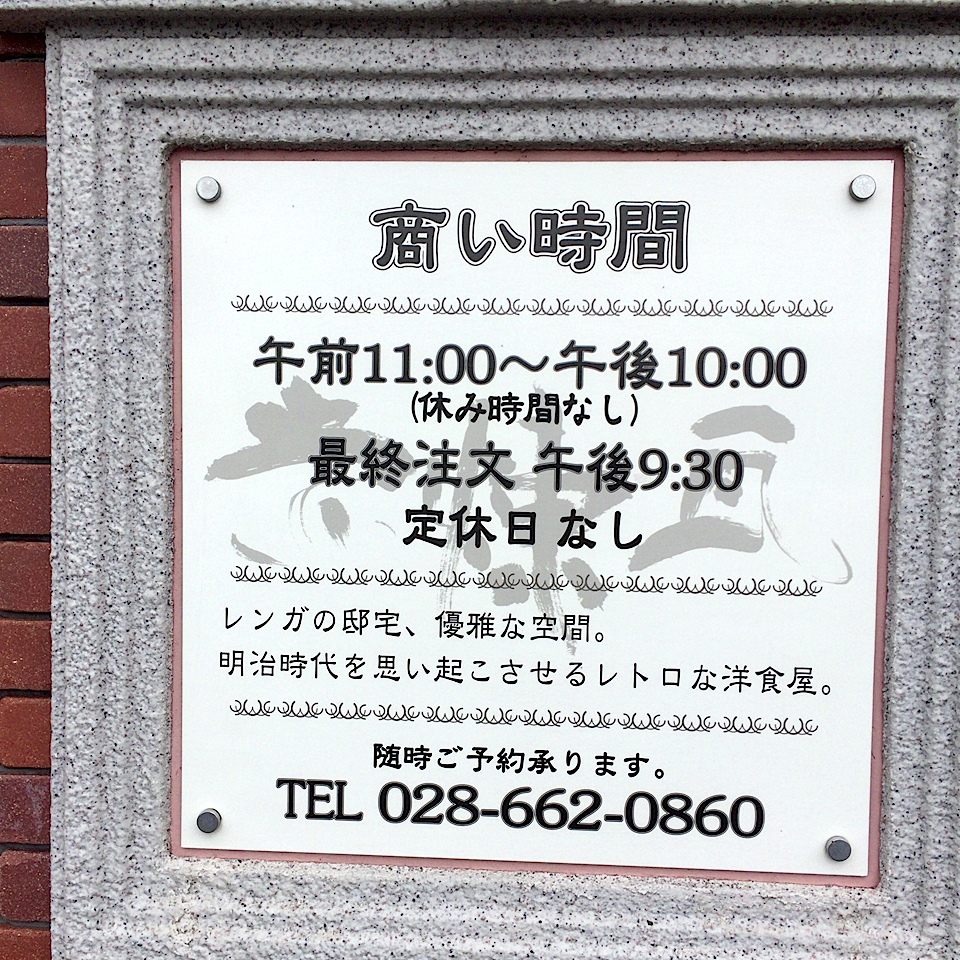 商い時間
午前11:00〜午後10:00
(休み時間なし)
最終注文 午後9:30
定休日 なし
レンガの邸宅、優雅な空間。
明治時代を思い起こさせるレトロな洋食屋。
随時ご予約承ります。
TEL 028-662-0860